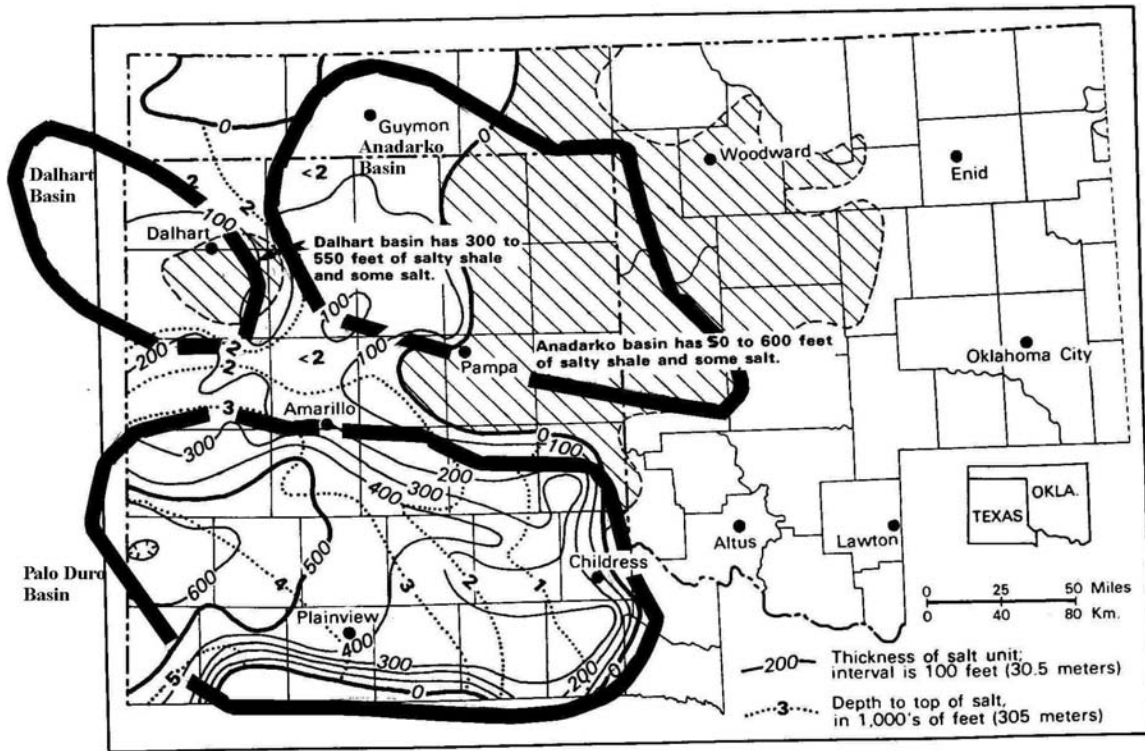 0
Guymon
Anadarko
Basin
0
Woodward
Enid
Dalhart
Basin
2
<2
2
100
Dalhart
Dalhart basin has 300 to
550 feet of salty shale
and some salt.
100
200
2
2
<2
100
Pampa
Anadarko basin has 50 to 600 feet
of salty shale and some salt.
Oklahoma City
3
Amarillo
0
100
300
200
300
400
500
600
OKLA.
TEXAS
Altus
Lawton
Childress
Palo Duro
Basin
4
3
2
1
0 25 50 Miles
0 40 80 Km.
Plainview
400
300
200
0
0
5
200 Thickness of salt unit;
interval is 100 feet (30.5 meters)
3 Depth to top of salt,
in 1,000's of feet (305 meters)